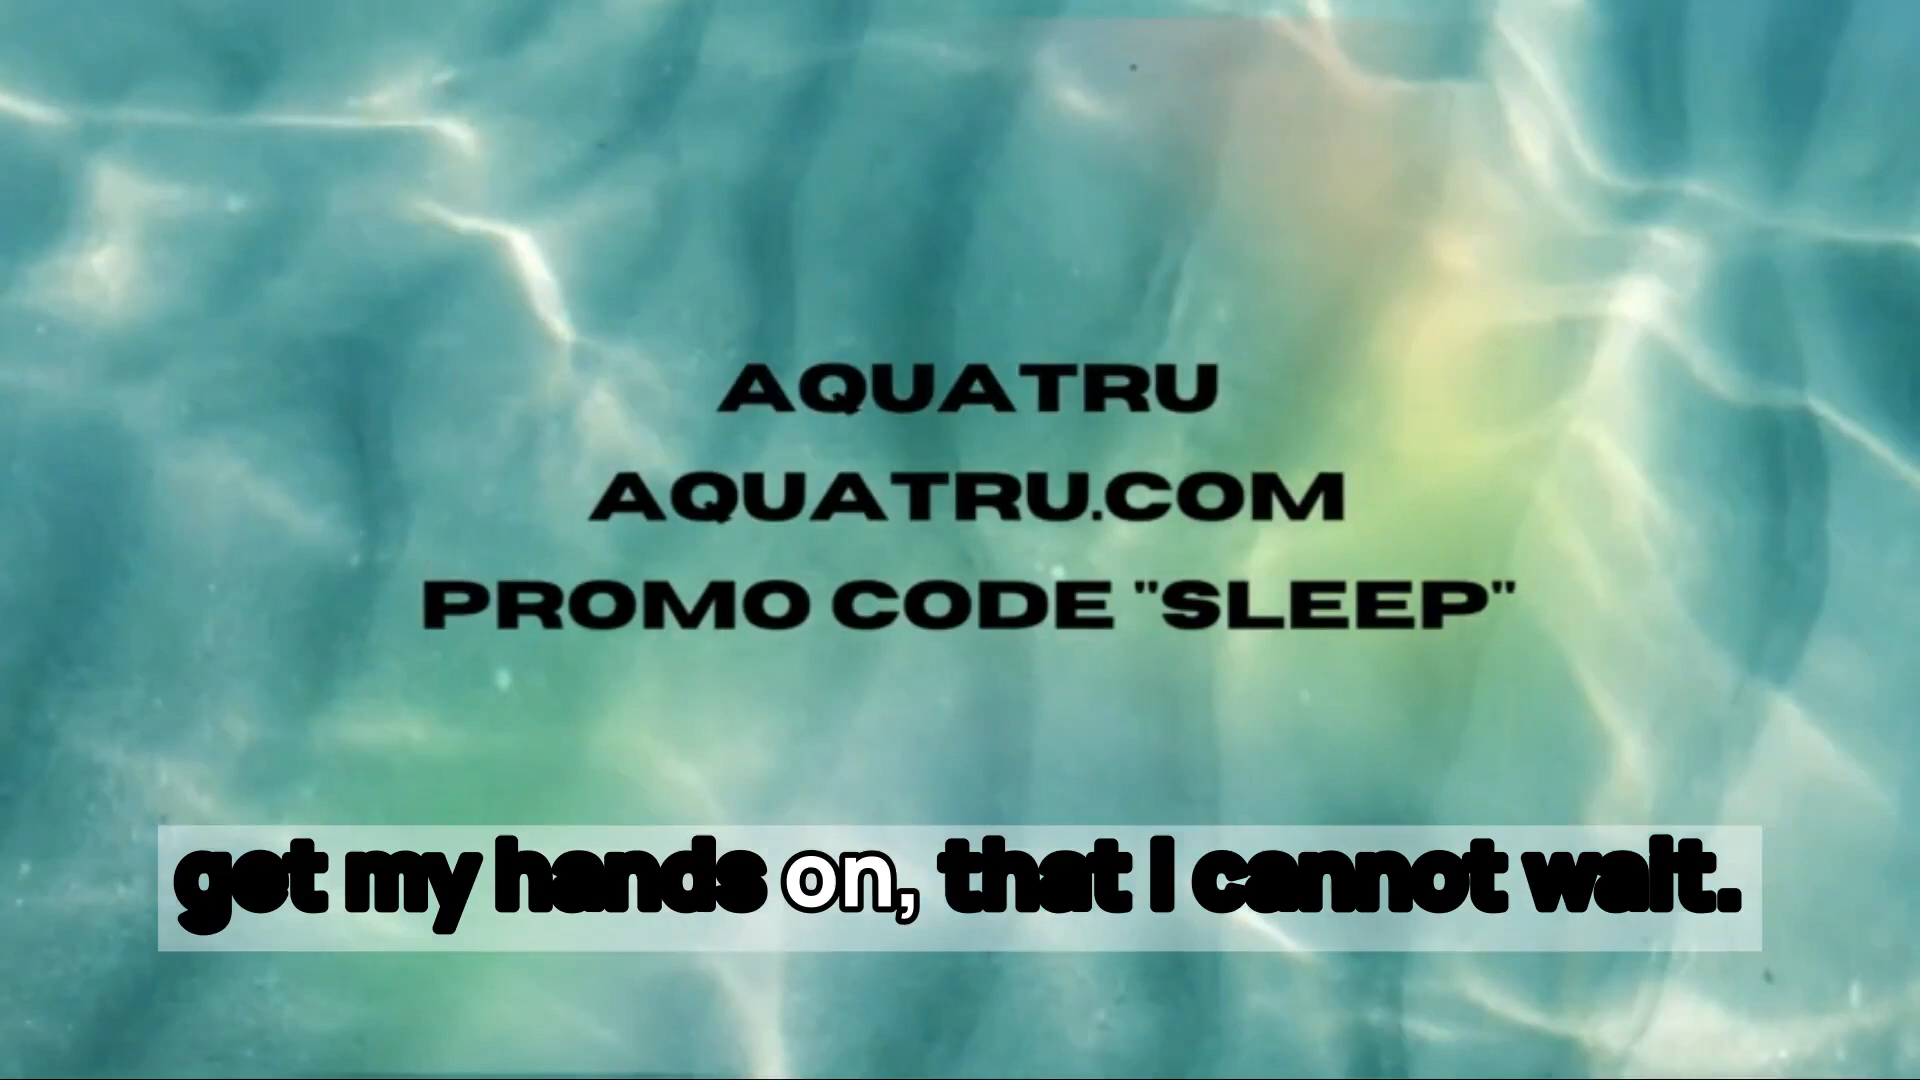 AQUATRU
AQUATRU.COM
PROMO CODE "SLEEP"
get my hands on, that I cannot wait.